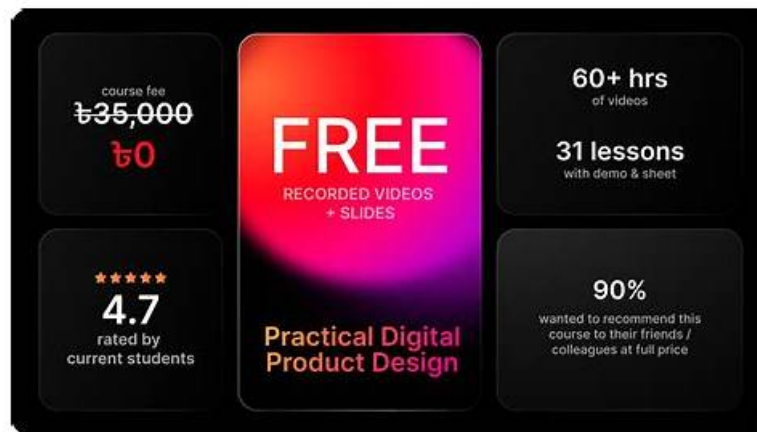 course fee
৳35,000
৳0
★★★★★
4.7
rated by
current students
FREE
RECORDED VIDEOS
+ SLIDES
Practical Digital
Product Design
60+ hrs
of videos
31 lessons
with demo & sheet
90%
wanted to recommend this
course to their friends /
colleagues at full price